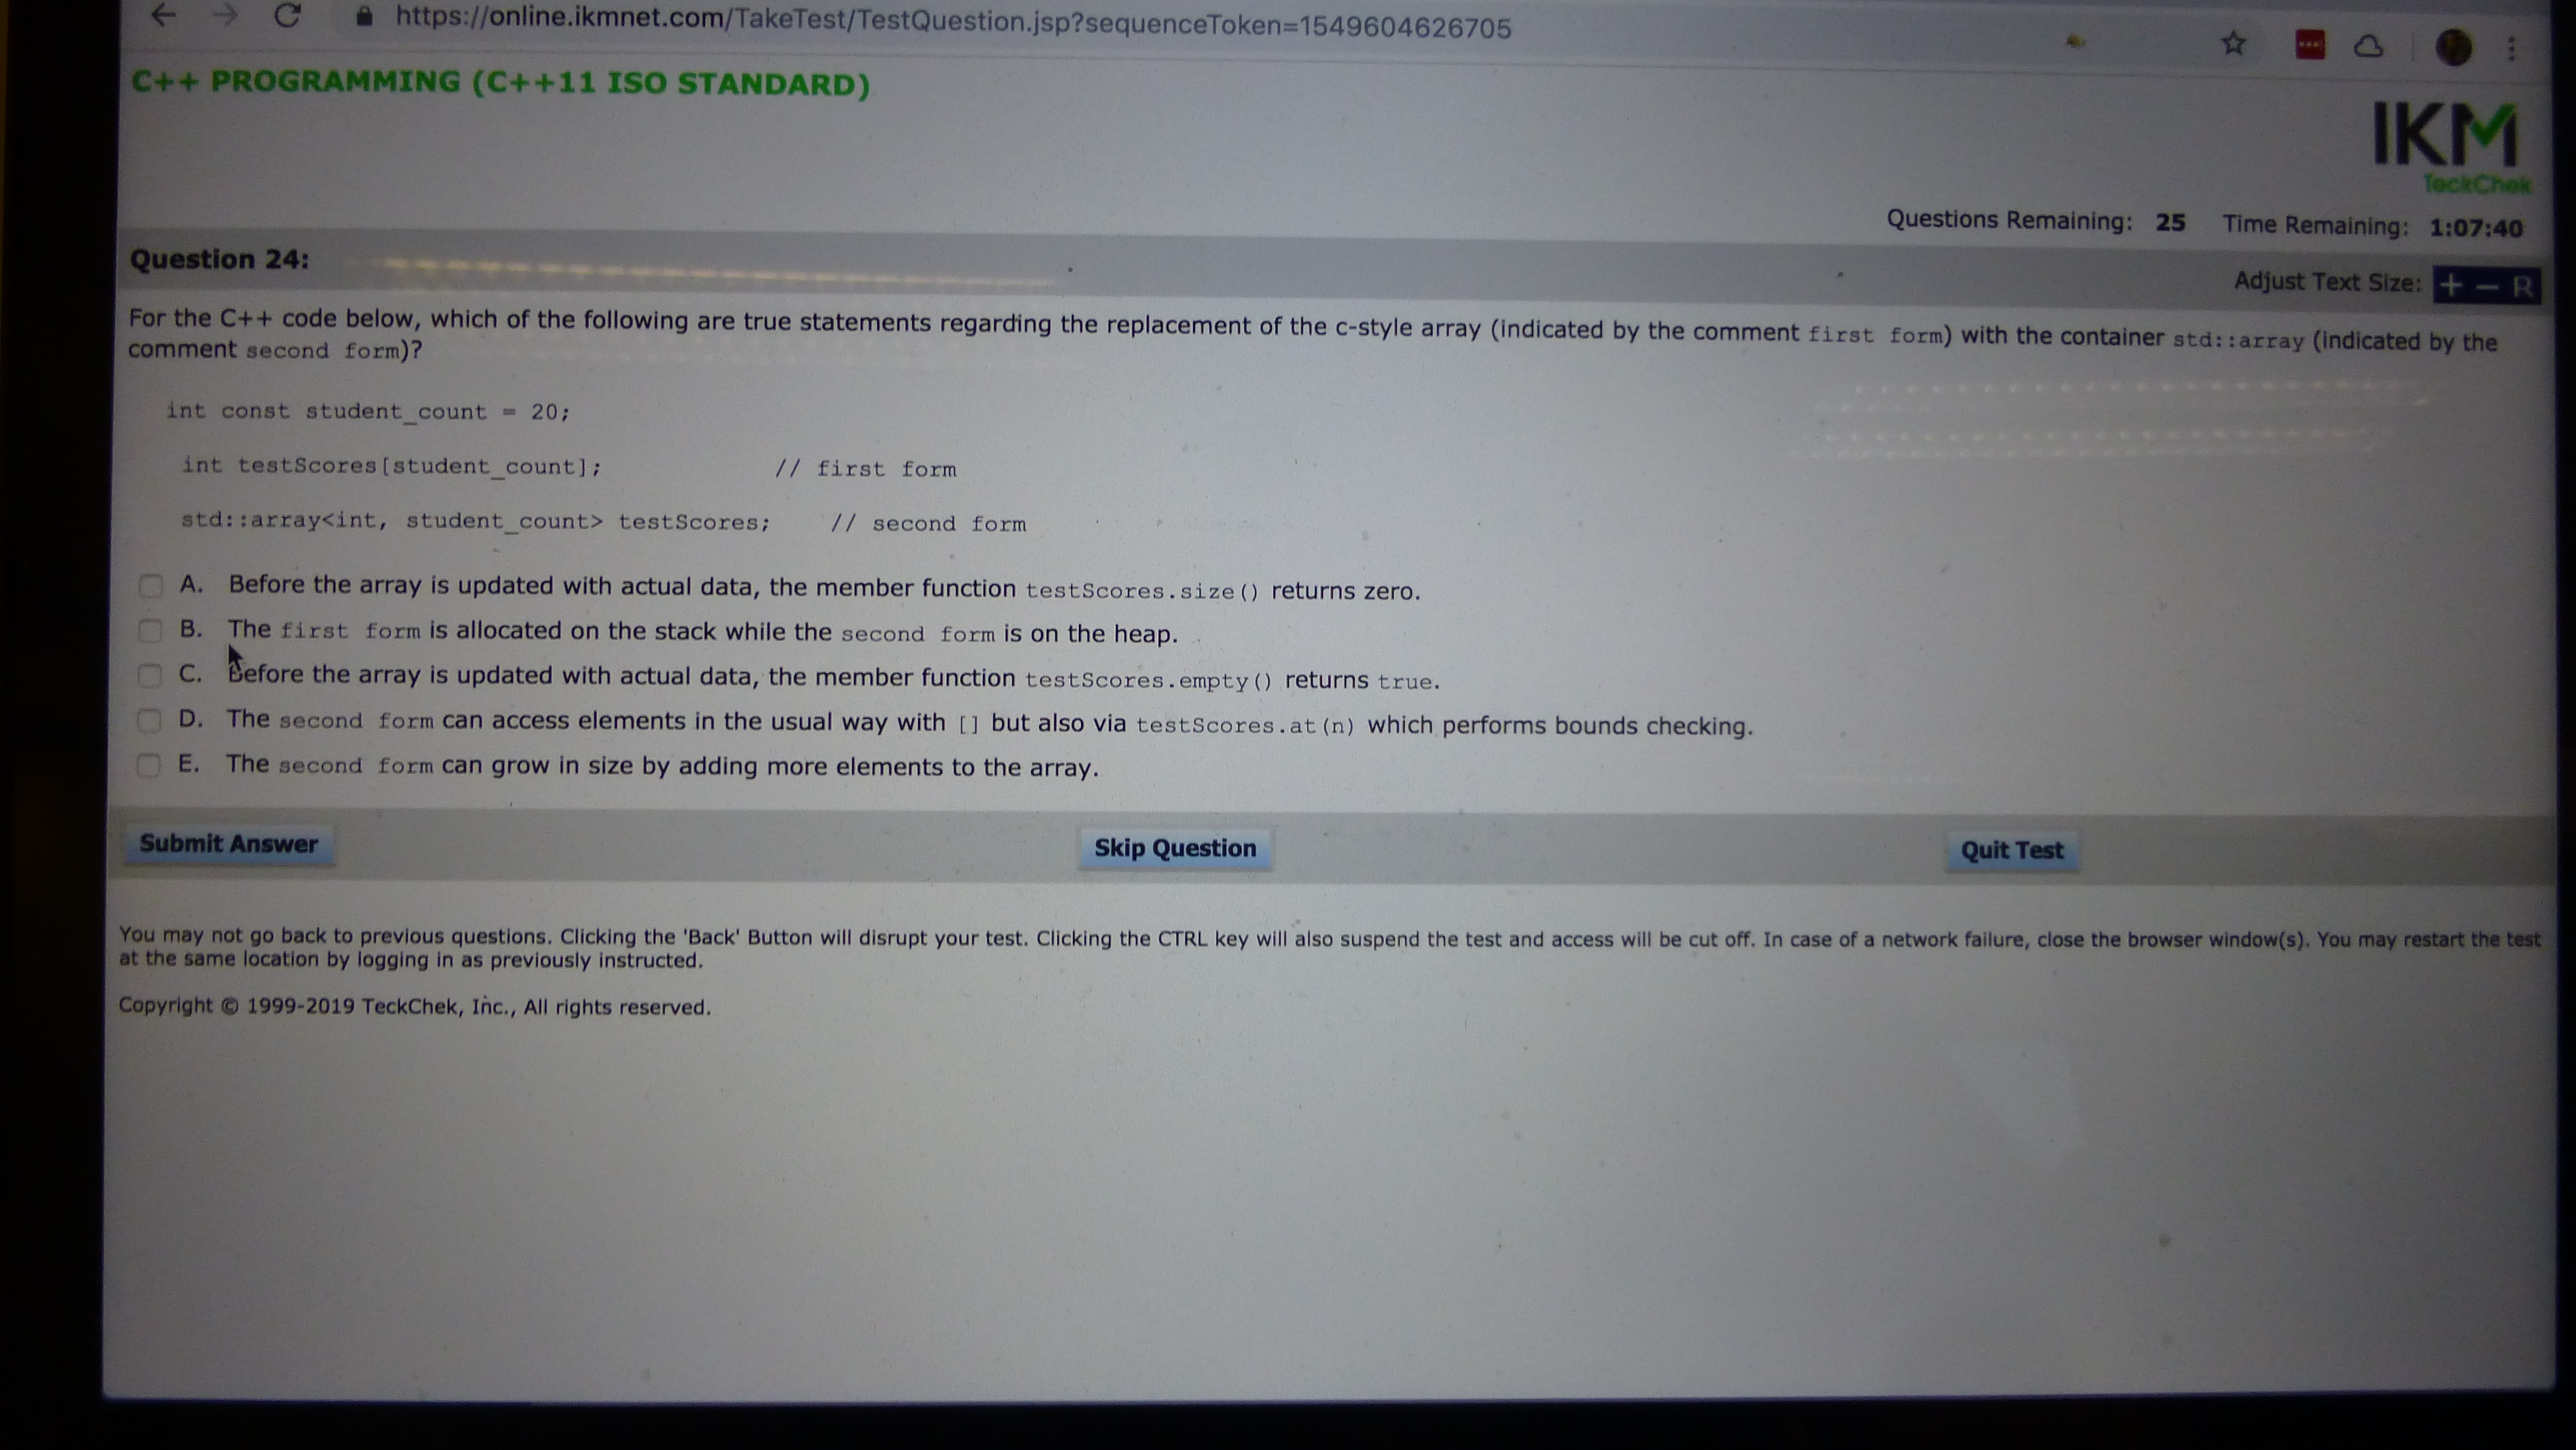 https://online.ikmnet.com/TakeTest/TestQuestion.jsp?sequenceToken=1549604626705
C++ PROGRAMMING (C++11 ISO STANDARD)
IKM
TeckChek
Questions Remaining: 25 Time Remaining: 1:07:40
Question 24:
Adjust Text Size: + − R
For the C++ code below, which of the following are true statements regarding the replacement of the c-style array (indicated by the comment first form) with the container std::array (indicated by the
comment second form)?
int const student_count = 20;
int testScores[student_count]; // first form
std::array<int, student_count> testScores; // second form
A. Before the array is updated with actual data, the member function testScores.size() returns zero.
B. The first form is allocated on the stack while the second form is on the heap.
C. Before the array is updated with actual data, the member function testScores.empty() returns true.
D. The second form can access elements in the usual way with [] but also via testScores.at(n) which performs bounds checking.
E. The second form can grow in size by adding more elements to the array.
Submit Answer Skip Question Quit Test
You may not go back to previous questions. Clicking the 'Back' Button will disrupt your test. Clicking the CTRL key will also suspend the test and access will be cut off. In case of a network failure, close the browser window(s). You may restart the test
at the same location by logging in as previously instructed.
Copyright © 1999-2019 TeckChek, Inc., All rights reserved.